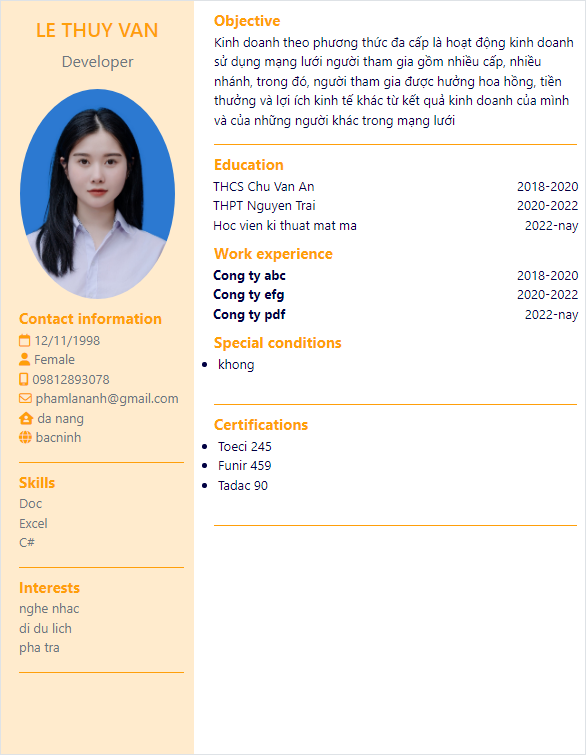 LE THUY VAN
Developer
Contact information
12/11/1998
Female
09812893078
phamlananh@gmail.com
da nang
bacninh
Skills
Doc
Excel
C#
Interests
nghe nhac
di du lich
pha tra
Objective
Kinh doanh theo phương thức đa cấp là hoạt động kinh doanh
sử dụng mạng lưới người tham gia gồm nhiều cấp, nhiều
nhánh, trong đó, người tham gia được hưởng hoa hồng, tiền
thưởng và lợi ích kinh tế khác từ kết quả kinh doanh của mình
và của những người khác trong mạng lưới
Education
THCS Chu Van An 2018-2020
THPT Nguyen Trai 2020-2022
Hoc vien ki thuat mat ma 2022-nay
Work experience
Cong ty abc 2018-2020
Cong ty efg 2020-2022
Cong ty pdf 2022-nay
Special conditions
khong
Certifications
Toeci 245
Funir 459
Tadac 90